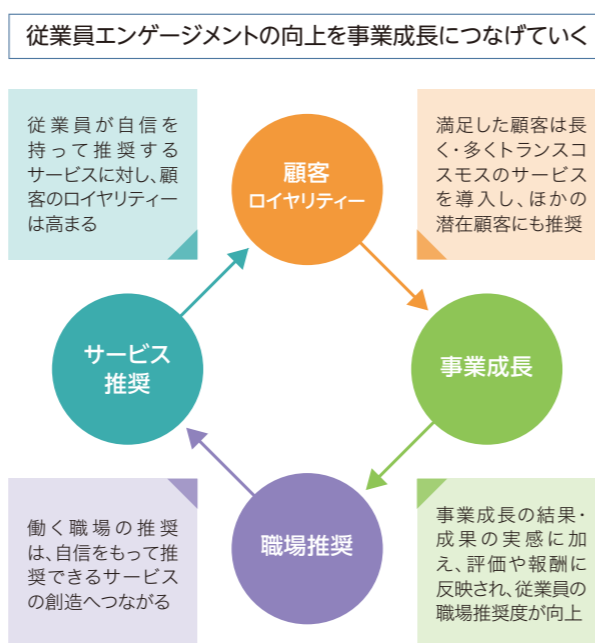 従業員エンゲージメントの向上を事業成長につなげていく
従業員が自信を
持って推奨する
サービスに対し、顧
客のロイヤリティー
は高まる
顧客
ロイヤリティー
満足した顧客は長
く・多くトランスコ
スモスのサービス
を導入し、ほかの
潜在顧客にも推奨
サービス
推奨
事業成長
働く職場の推奨
は、自信をもって推
奨できるサービス
の創造へつながる
職場推奨
事業成長の結果・
成果の実感に加
え、評価や報酬に
反映され、従業員の
職場推奨度が向上